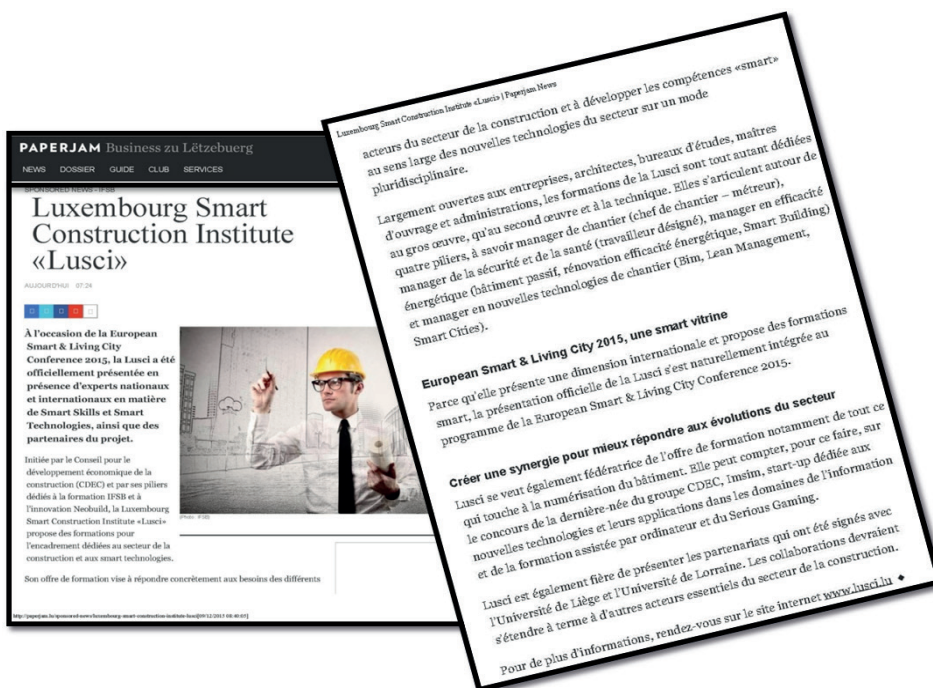 PAPERJAM Business zu Lëtzebuerg
NEWS DOSSIER GUIDE CLUB SERVICES
SPONSORED NEWS - IFSB
Luxembourg Smart
Construction Institute
«Lusci»
AUJOURD'HUI 07:24
À l'occasion de la European
Smart & Living City
Conference 2015, la Lusci a été
officiellement présentée en
présence d'experts nationaux
et internationaux en matière
de Smart Skills et Smart
Technologies, ainsi que des
partenaires du projet.
(Photo: IFSB)
Initiée par le Conseil pour le
développement économique de la
construction (CDEC) et par ses piliers
dédiés à la formation IFSB et à
l'innovation Neobuild, la Luxembourg
Smart Construction Institute «Lusci»
propose des formations pour
l'encadrement dédiées au secteur de la
construction et aux smart technologies.
Son offre de formation vise à répondre concrètement aux besoins des différents
http://paperjam.lu/sponsored-news/luxembourg-smart-construction-institute-lusci[09/12/2015 08:40:05]
Luxembourg Smart Construction Institute «Lusci» | Paperjam News
acteurs du secteur de la construction et à développer les compétences «smart»
au sens large des nouvelles technologies du secteur sur un mode
pluridisciplinaire.
Largement ouvertes aux entreprises, architectes, bureaux d'études, maîtres
d'ouvrage et administrations, les formations de la Lusci sont tout autant dédiées
au gros œuvre, qu'au second œuvre et à la technique. Elles s'articulent autour de
quatre piliers, à savoir manager de chantier (chef de chantier – métreur),
manager de la sécurité et de la santé (travailleur désigné), manager en efficacité
énergétique (bâtiment passif, rénovation efficacité énergétique, Smart Building)
et manager en nouvelles technologies de chantier (Bim, Lean Management,
Smart Cities).
European Smart & Living City 2015, une smart vitrine
Parce qu'elle présente une dimension internationale et propose des formations
smart, la présentation officielle de la Lusci s'est naturellement intégrée au
programme de la European Smart & Living City Conference 2015.
Créer une synergie pour mieux répondre aux évolutions du secteur
Lusci se veut également fédératrice de l'offre de formation notamment de tout ce
qui touche à la numérisation du bâtiment. Elle peut compter, pour ce faire, sur
le concours de la dernière-née du groupe CDEC, Imsim, start-up dédiée aux
nouvelles technologies et leurs applications dans les domaines de l'information
et de la formation assistée par ordinateur et du Serious Gaming.
Lusci est également fière de présenter les partenariats qui ont été signés avec
l'Université de Liège et l'Université de Lorraine. Les collaborations devraient
s'étendre à terme à d'autres acteurs essentiels du secteur de la construction.
Pour de plus d'informations, rendez-vous sur le site internet www.lusci.lu ◆